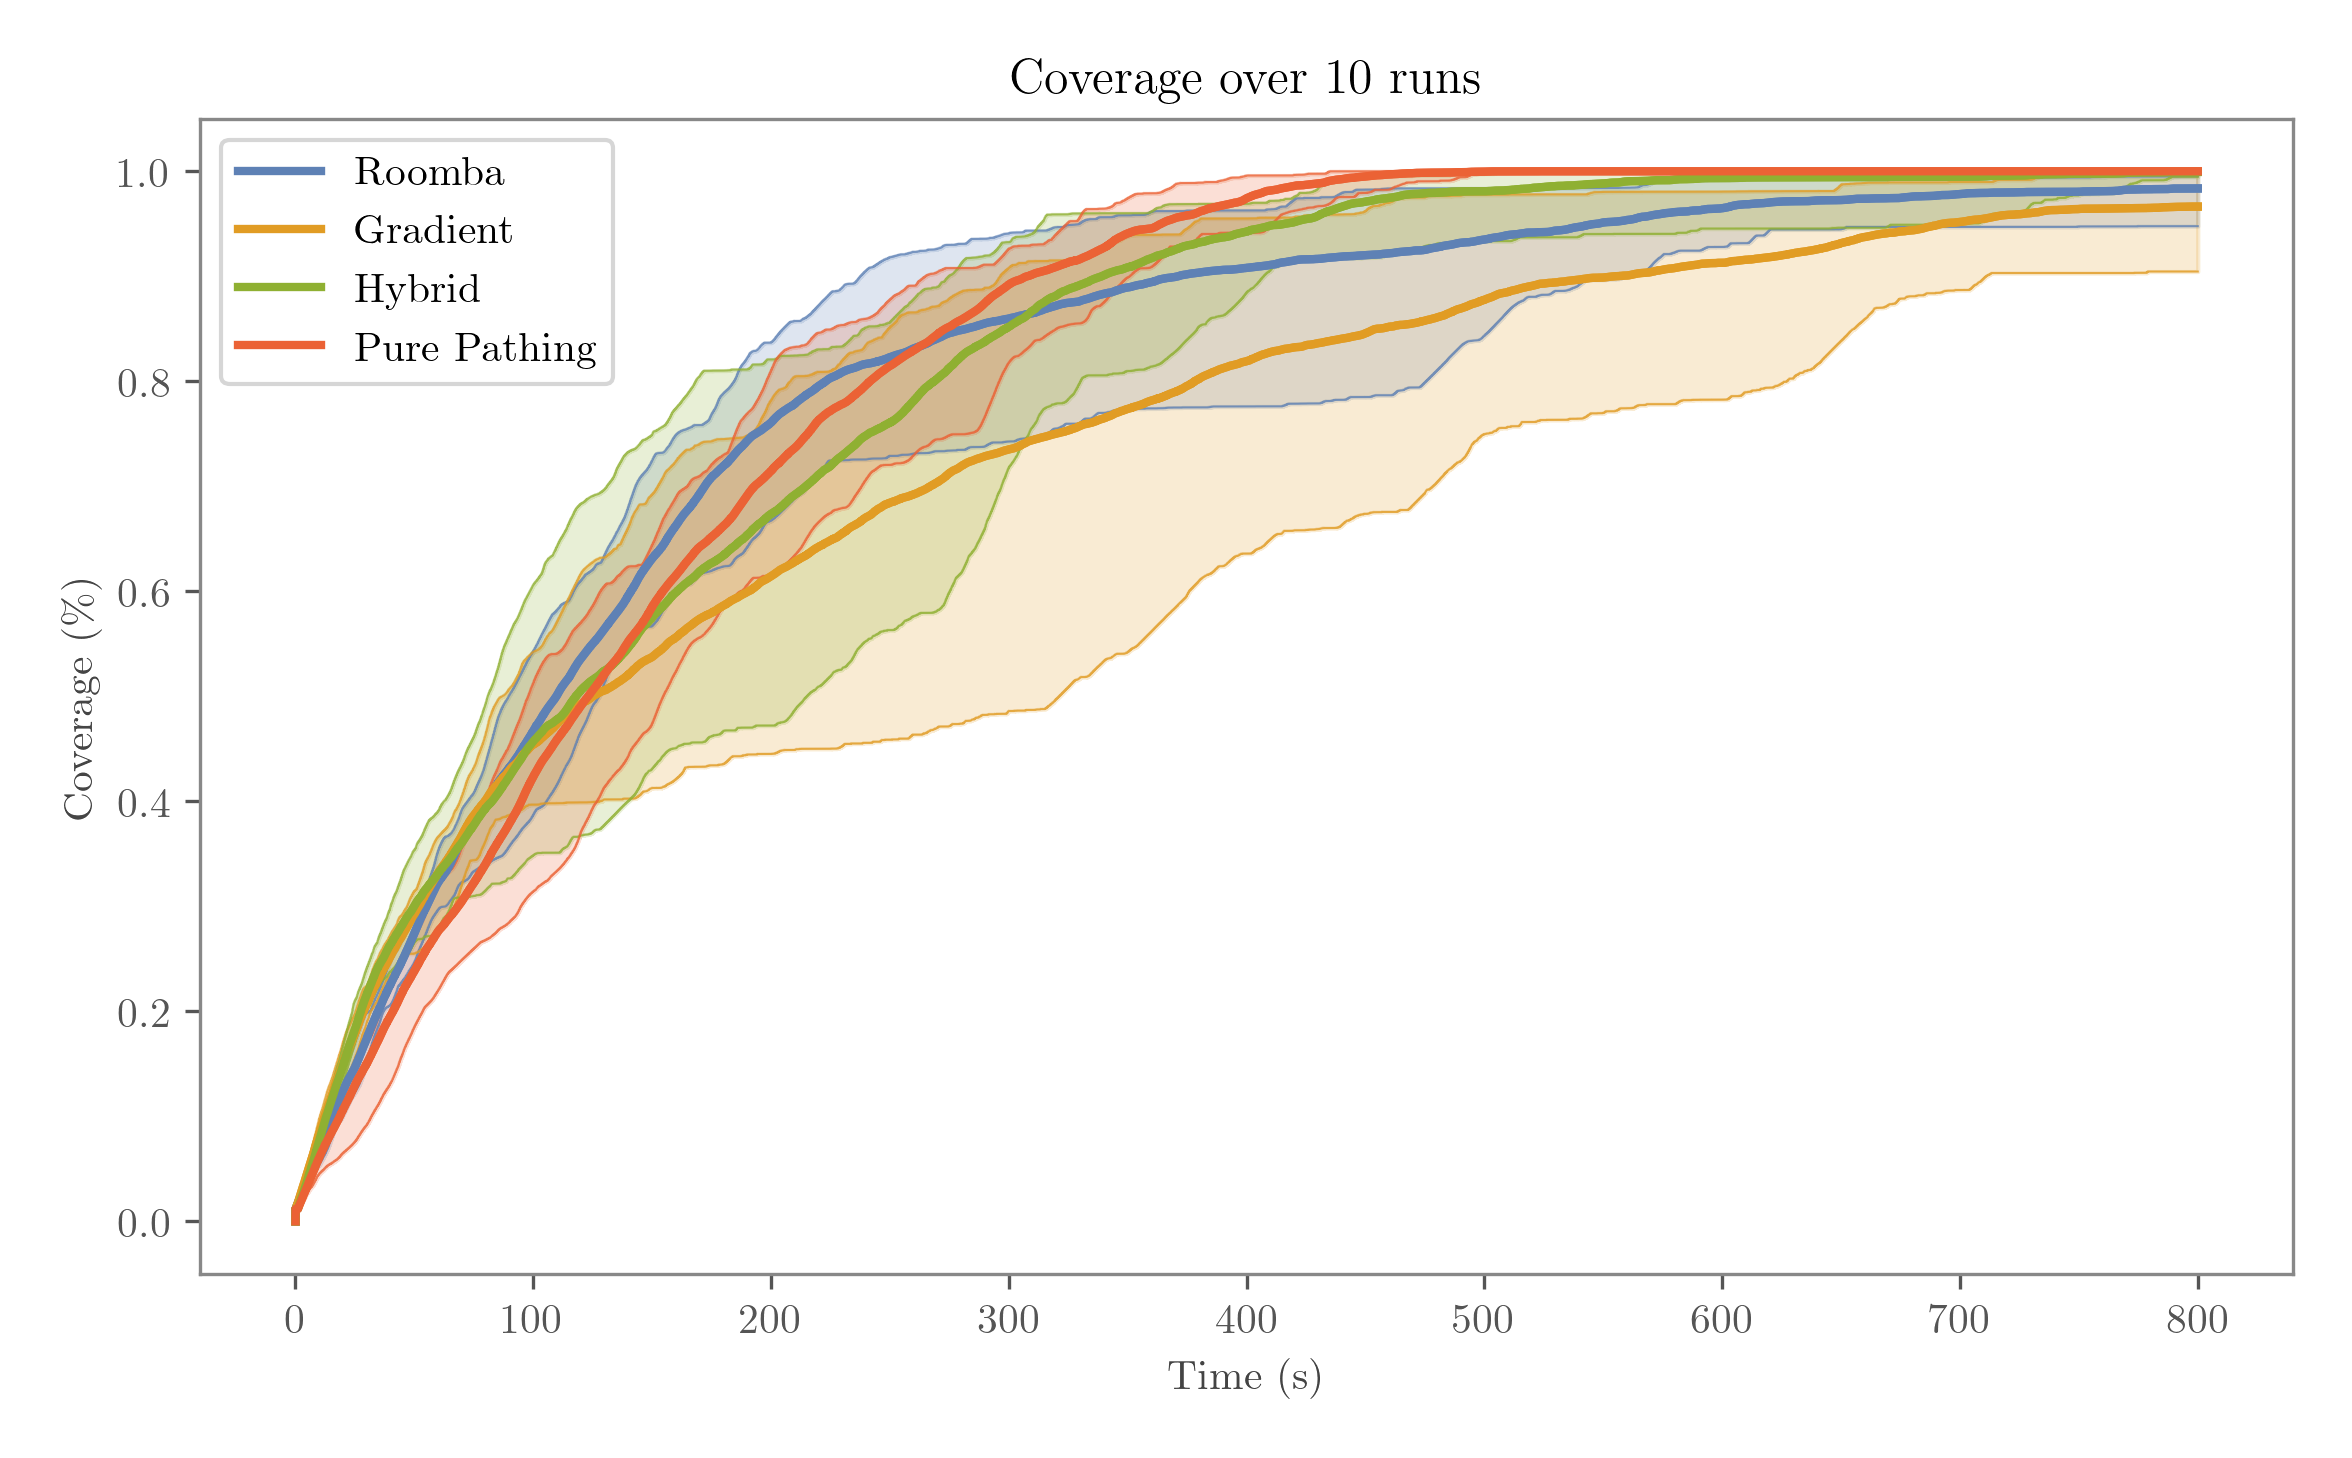 Coverage over 10 runs
Roomba
Gradient
Hybrid
Pure Pathing
Coverage (%)
1.0
0.8
0.6
0.4
0.2
0.0
0 100 200 300 400 500 600 700 800
Time (s)